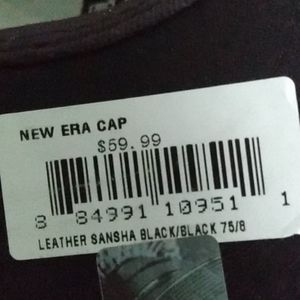 NEW ERA CAP
$59.99
8 84991 10951 1
LEATHER SANSHA BLACK/BLACK 75/8